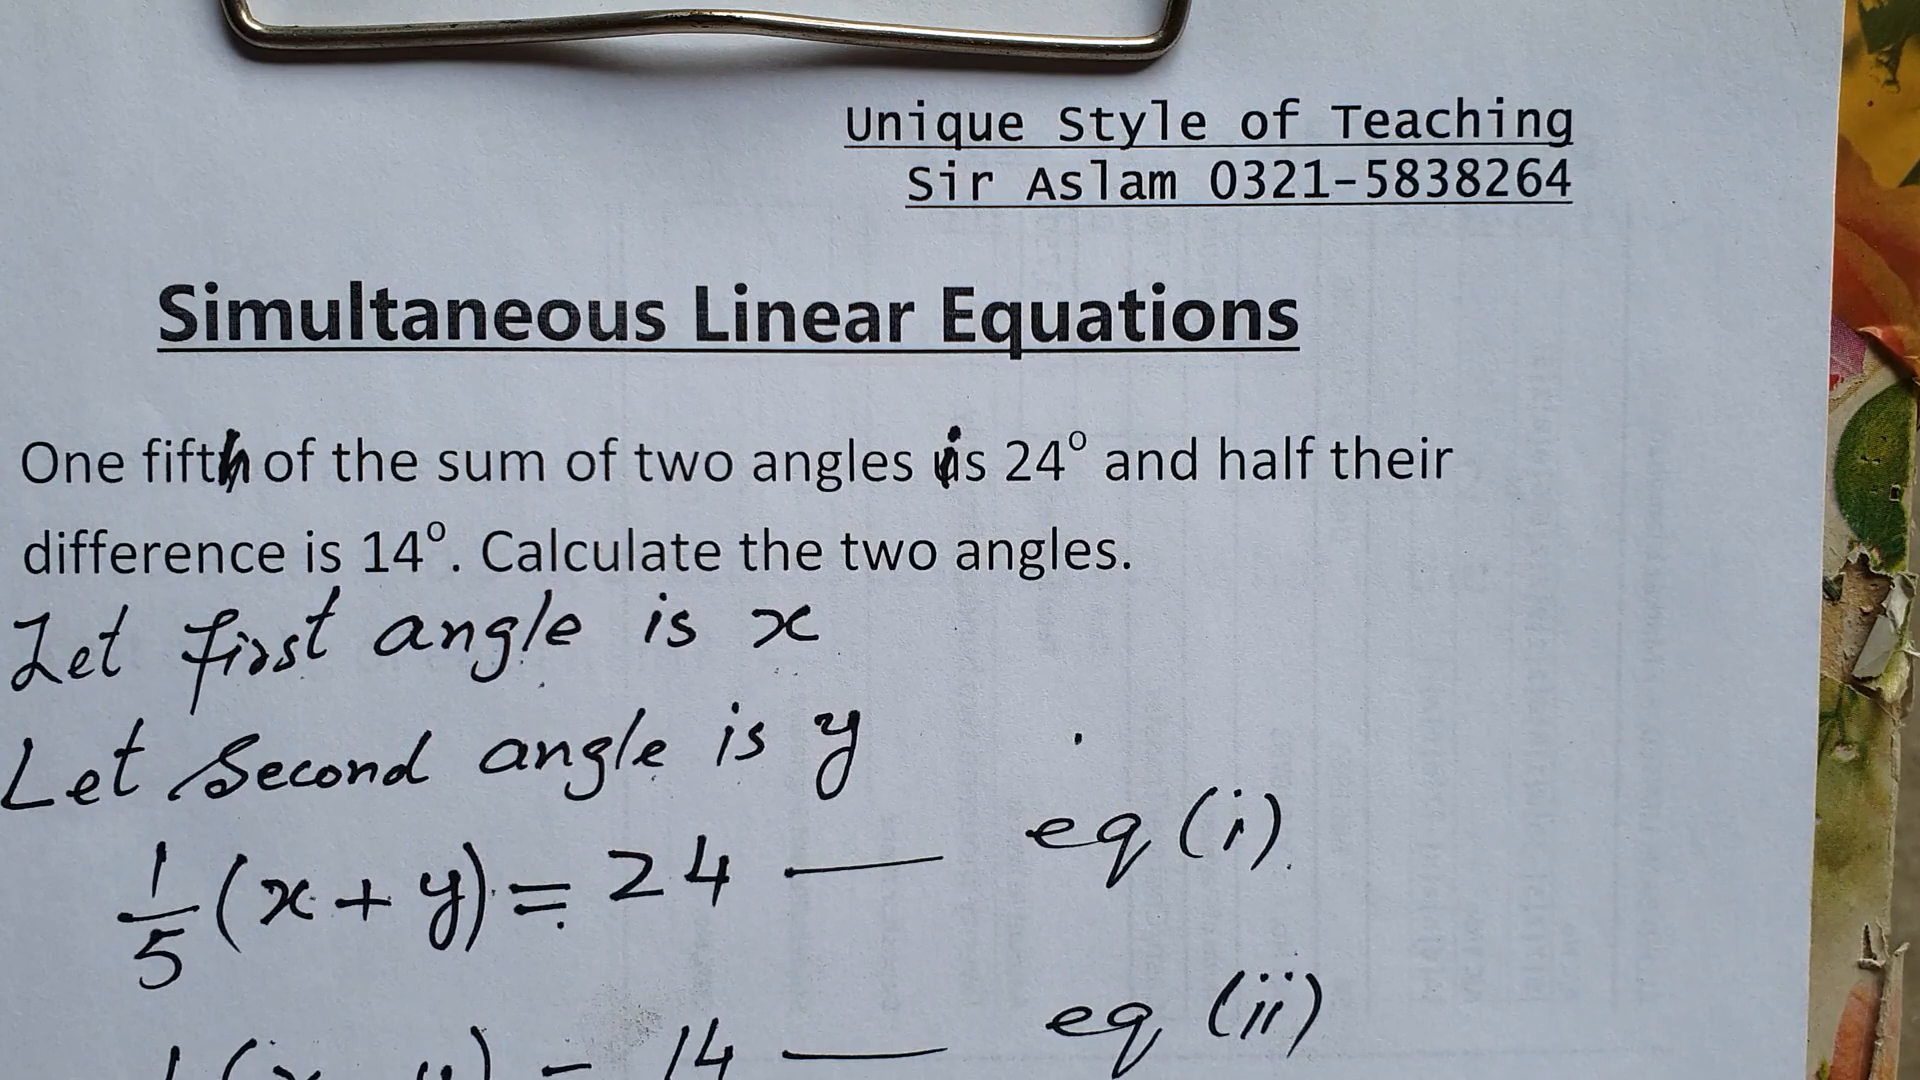 Unique Style of Teaching
Sir Aslam 0321-5838264
Simultaneous Linear Equations
One fifth of the sum of two angles is 24° and half their
difference is 14°. Calculate the two angles.
Let first angle is x
Let Second angle is y
1/5 (x + y) = 24 — eq (i)
(x y) = 14 — eq (ii)